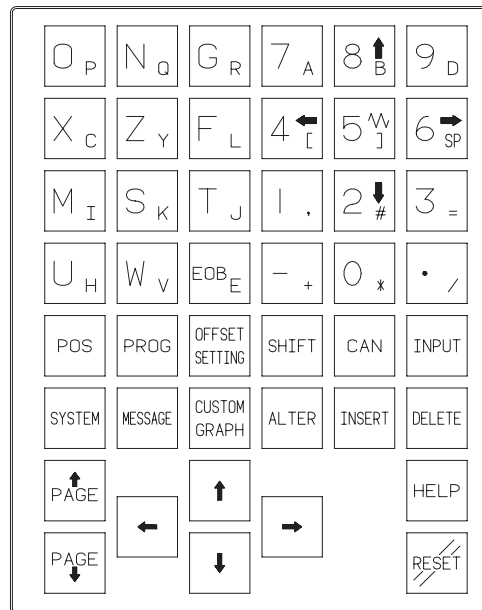 O P N Q G R 7 A 8 B 9 D
X C Z Y F L 4 [ 5 ] 6 SP
M I S K T J 1 , 2 # 3 =
U H W V EOB E - + 0 * . /
POS PROG OFFSET SETTING SHIFT CAN INPUT
SYSTEM MESSAGE CUSTOM GRAPH ALTER INSERT DELETE
PAGE HELP
PAGE RESET